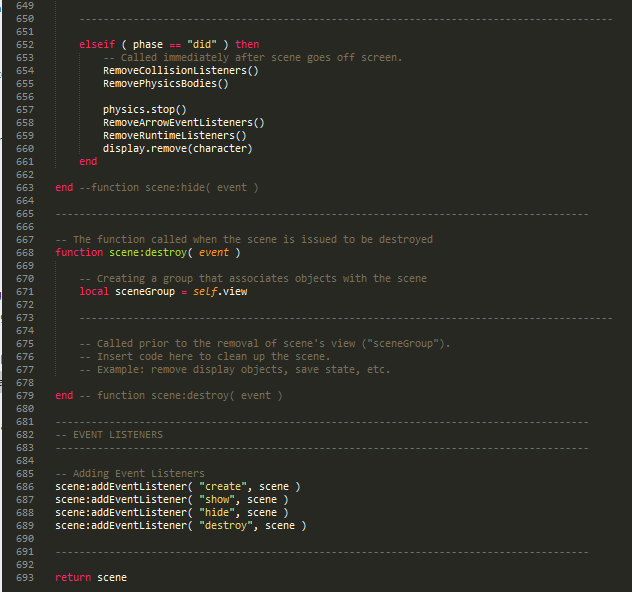 649
650 ---------------------------------------------------------------------------------------
651
652 elseif ( phase == "did" ) then
653 -- Called immediately after scene goes off screen.
654 RemoveCollisionListeners()
655 RemovePhysicsBodies()
656
657 physics.stop()
658 RemoveArrowEventListeners()
659 RemoveRuntimeListeners()
660 display.remove(character)
661 end
662
663 end --function scene:hide( event )
664
665 ---------------------------------------------------------------------------------------
666
667 -- The function called when the scene is issued to be destroyed
668 function scene:destroy( event )
669
670 -- Creating a group that associates objects with the scene
671 local sceneGroup = self.view
672
673 ---------------------------------------------------------------------------------------
674
675 -- Called prior to the removal of scene's view ("sceneGroup").
676 -- Insert code here to clean up the scene.
677 -- Example: remove display objects, save state, etc.
678
679 end -- function scene:destroy( event )
680
681 ---------------------------------------------------------------------------------------
682 -- EVENT LISTENERS
683 ---------------------------------------------------------------------------------------
684
685 -- Adding Event Listeners
686 scene:addEventListener( "create", scene )
687 scene:addEventListener( "show", scene )
688 scene:addEventListener( "hide", scene )
689 scene:addEventListener( "destroy", scene )
690
691 ---------------------------------------------------------------------------------------
692
693 return scene